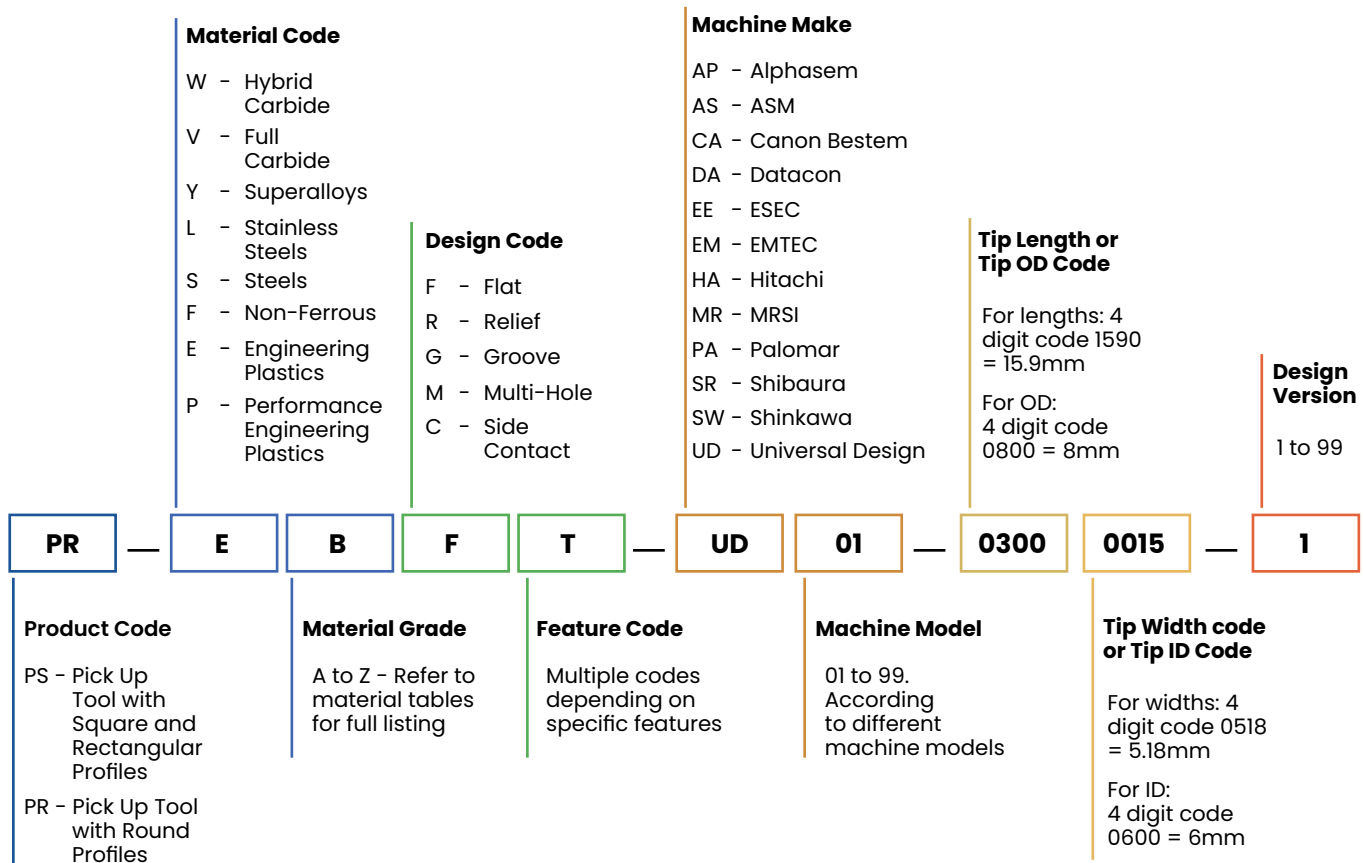 Material Code
W - Hybrid
Carbide
V - Full
Carbide
Y - Superalloys
L - Stainless
Steels
S - Steels
F - Non-Ferrous
E - Engineering
Plastics
P - Performance
Engineering
Plastics
Design Code
F - Flat
R - Relief
G - Groove
M - Multi-Hole
C - Side
Contact
Machine Make
AP - Alphasem
AS - ASM
CA - Canon Bestem
DA - Datacon
EE - ESEC
EM - EMTEC
HA - Hitachi
MR - MRSI
PA - Palomar
SR - Shibaura
SW - Shinkawa
UD - Universal Design
Tip Length or
Tip OD Code
For lengths: 4
digit code 1590
= 15.9mm
For OD:
4 digit code
0800 = 8mm
Design
Version
1 to 99
PR — E B F T — UD 01 — 0300 0015 — 1
Product Code
PS - Pick Up
Tool with
Square and
Rectangular
Profiles
PR - Pick Up Tool
with Round
Profiles
Material Grade
A to Z - Refer to
material tables
for full listing
Feature Code
Multiple codes
depending on
specific features
Machine Model
01 to 99.
According
to different
machine models
Tip Width code
or Tip ID Code
For widths: 4
digit code 0518
= 5.18mm
For ID:
4 digit code
0600 = 6mm